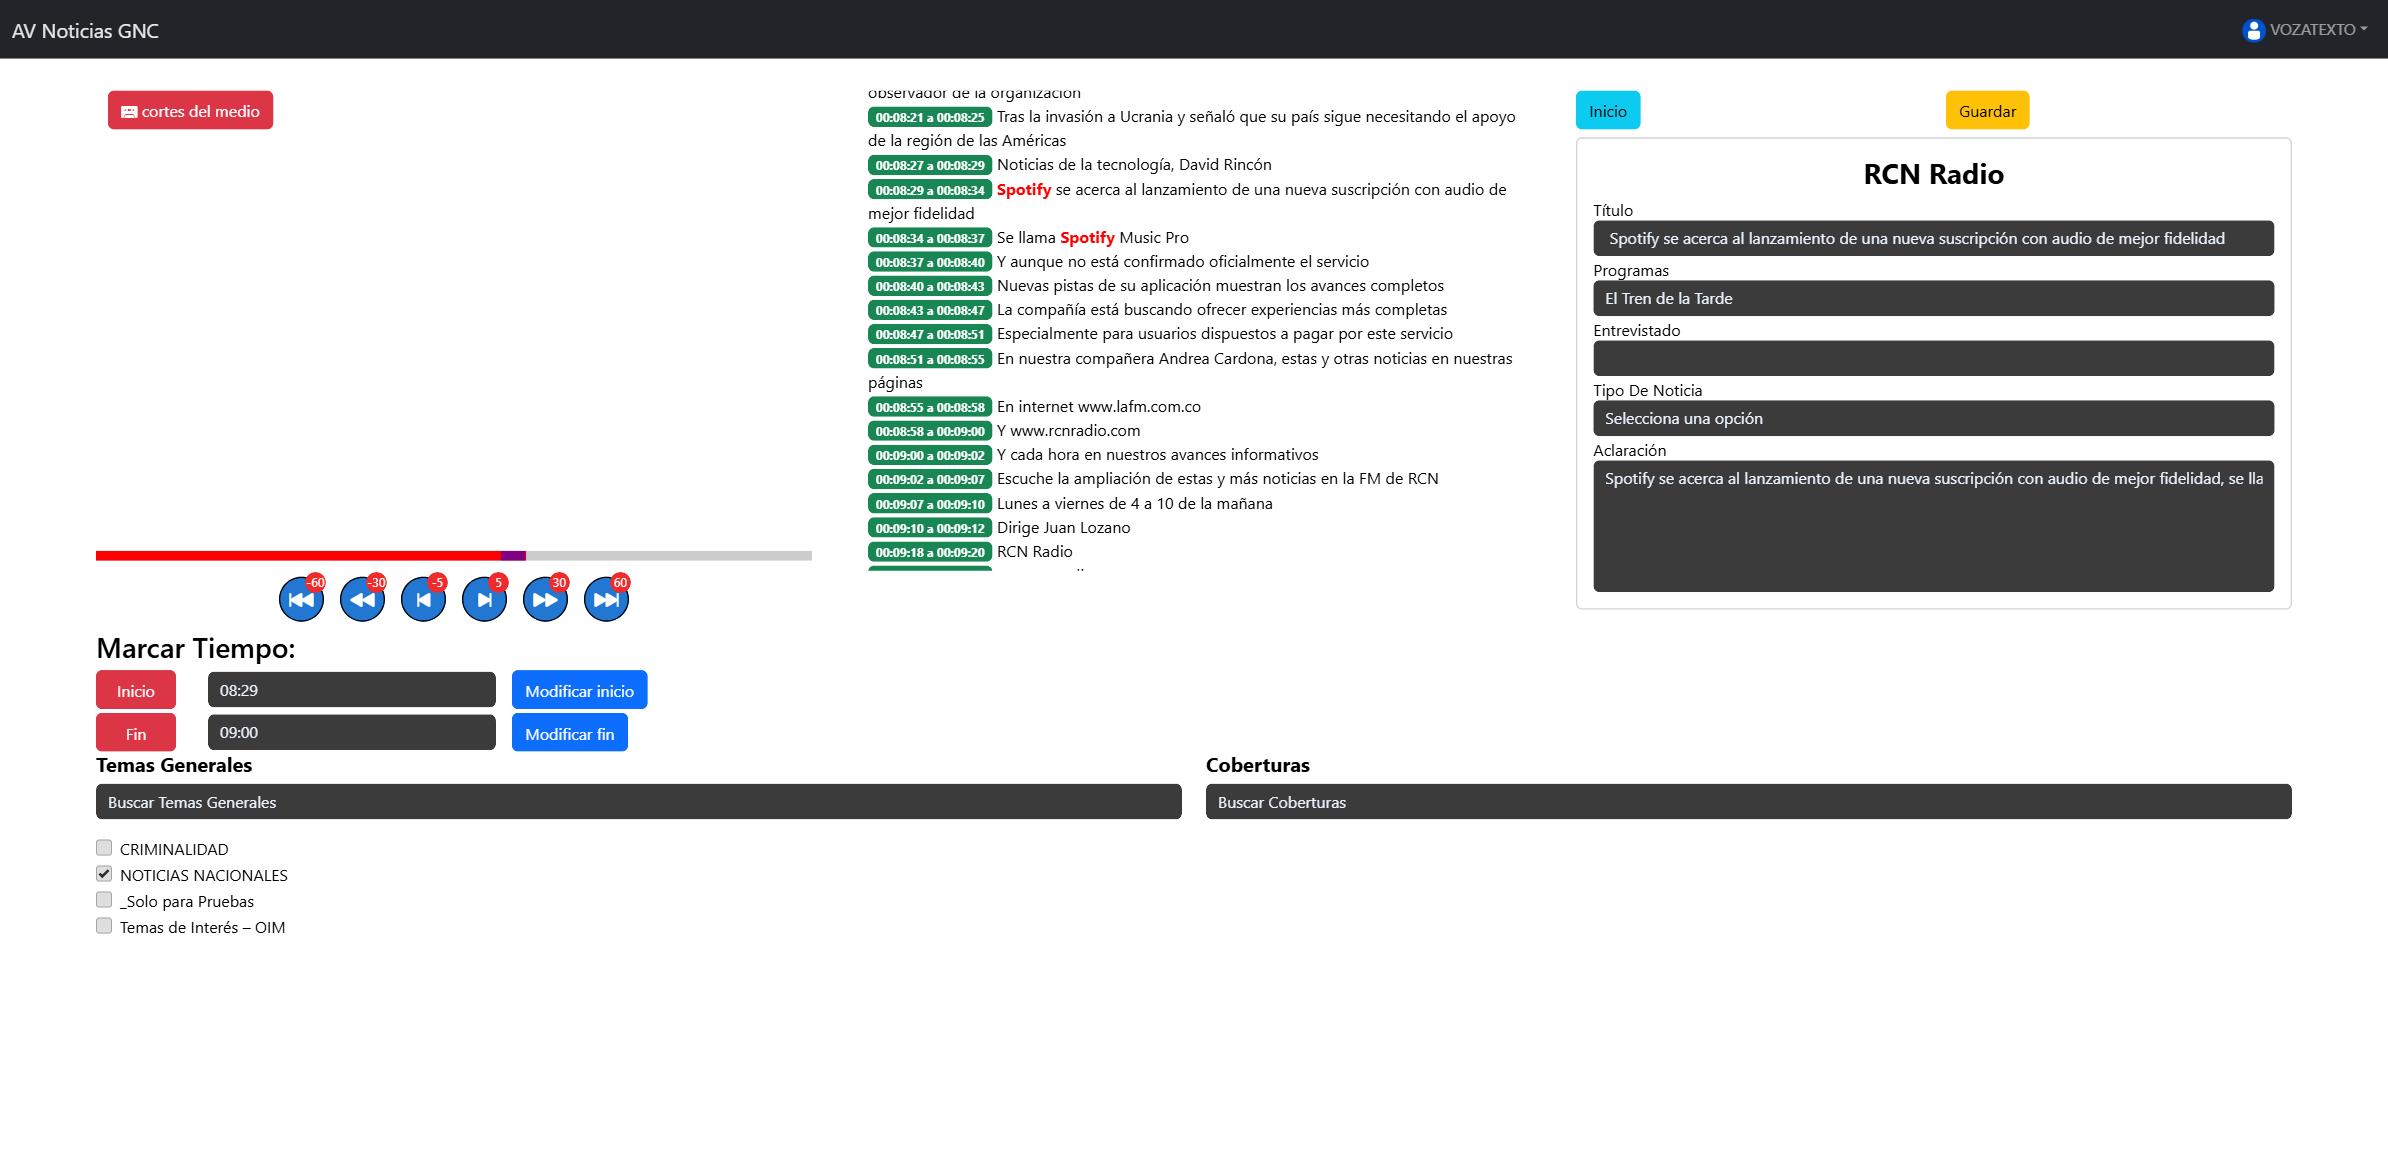 AV Noticias GNC
VOZATEXTO
cortes del medio
-60
-30
-5
5
30
60
Marcar Tiempo:
Inicio
08:29
Modificar inicio
Fin
09:00
Modificar fin
observador de la organización
00:08:21 a 00:08:25 Tras la invasión a Ucrania y señaló que su país sigue necesitando el apoyo
de la región de las Américas
00:08:27 a 00:08:29 Noticias de la tecnología, David Rincón
00:08:29 a 00:08:34 Spotify se acerca al lanzamiento de una nueva suscripción con audio de
mejor fidelidad
00:08:34 a 00:08:37 Se llama Spotify Music Pro
00:08:37 a 00:08:40 Y aunque no está confirmado oficialmente el servicio
00:08:40 a 00:08:43 Nuevas pistas de su aplicación muestran los avances completos
00:08:43 a 00:08:47 La compañía está buscando ofrecer experiencias más completas
00:08:47 a 00:08:51 Especialmente para usuarios dispuestos a pagar por este servicio
00:08:51 a 00:08:55 En nuestra compañera Andrea Cardona, estas y otras noticias en nuestras
páginas
00:08:55 a 00:08:58 En internet www.lafm.com.co
00:08:58 a 00:09:00 Y www.rcnradio.com
00:09:00 a 00:09:02 Y cada hora en nuestros avances informativos
00:09:02 a 00:09:07 Escuche la ampliación de estas y más noticias en la FM de RCN
00:09:07 a 00:09:10 Lunes a viernes de 4 a 10 de la mañana
00:09:10 a 00:09:12 Dirige Juan Lozano
00:09:18 a 00:09:20 RCN Radio
Inicio
Guardar
RCN Radio
Título
Spotify se acerca al lanzamiento de una nueva suscripción con audio de mejor fidelidad
Programas
El Tren de la Tarde
Entrevistado
Tipo De Noticia
Selecciona una opción
Aclaración
Spotify se acerca al lanzamiento de una nueva suscripción con audio de mejor fidelidad, se lla
Temas Generales
Buscar Temas Generales
CRIMINALIDAD
NOTICIAS NACIONALES
_Solo para Pruebas
Temas de Interés – OIM
Coberturas
Buscar Coberturas